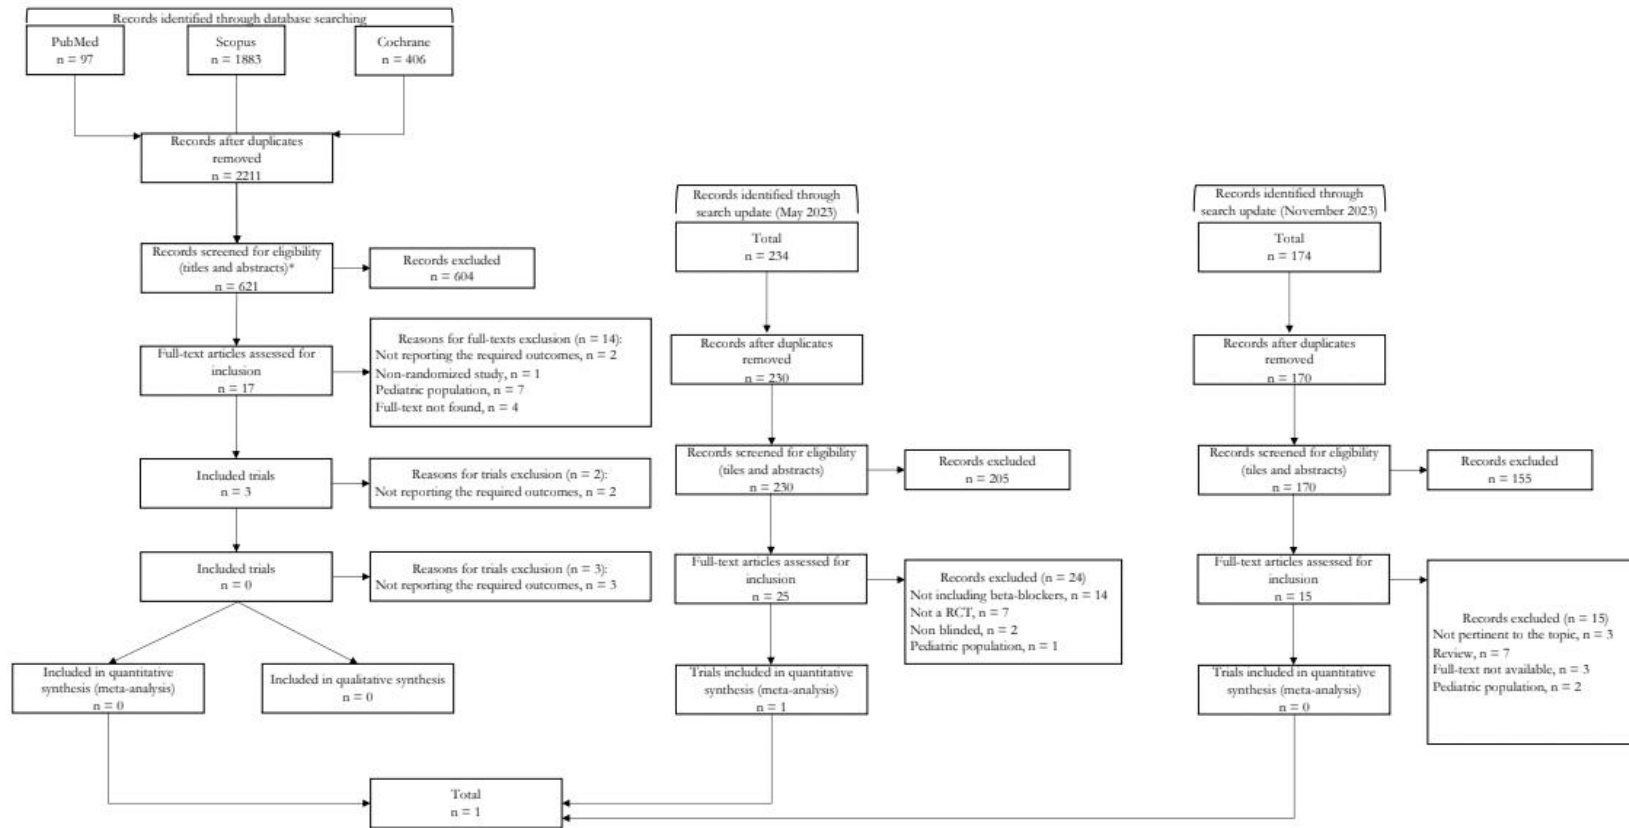 Records identified through database searching
PubMed
n = 97
Scopus
n = 1883
Cochrane
n = 406
Records after duplicates
removed
n = 2211
Records screened for eligibility
(titles and abstracts)*
n = 621
Records excluded
n = 604
Full-text articles assessed for
inclusion
n = 17
Reasons for full-texts exclusion (n = 14):
Not reporting the required outcomes, n = 2
Non-randomized study, n = 1
Pediatric population, n = 7
Full-text not found, n = 4
Included trials
n = 3
Reasons for trials exclusion (n = 2):
Not reporting the required outcomes, n = 2
Included trials
n = 0
Reasons for trials exclusion (n = 3):
Not reporting the required outcomes, n = 3
Included in quantitative
synthesis (meta-analysis)
n = 0
Included in qualitative synthesis
n = 0
Records identified through
search update (May 2023)
Total
n = 234
Records after duplicates
removed
n = 230
Records screened for eligibility
(tiles and abstracts)
n = 230
Records excluded
n = 205
Full-text articles assessed for
inclusion
n = 25
Records excluded (n = 24)
Not including beta-blockers, n = 14
Not a RCT, n = 7
Non blinded, n = 2
Pediatric population, n = 1
Trials included in quantitative
synthesis (meta-analysis)
n = 1
Records identified through
search update (November 2023)
Total
n = 174
Records after duplicates
removed
n = 170
Records screened for eligibility
(tiles and abstracts)
n = 170
Records excluded
n = 155
Full-text articles assessed for
inclusion
n = 15
Records excluded (n = 15)
Not pertinent to the topic, n = 3
Review, n = 7
Full-text not available, n = 3
Pediatric population, n = 2
Trials included in quantitative
synthesis (meta-analysis)
n = 0
Total
n = 1